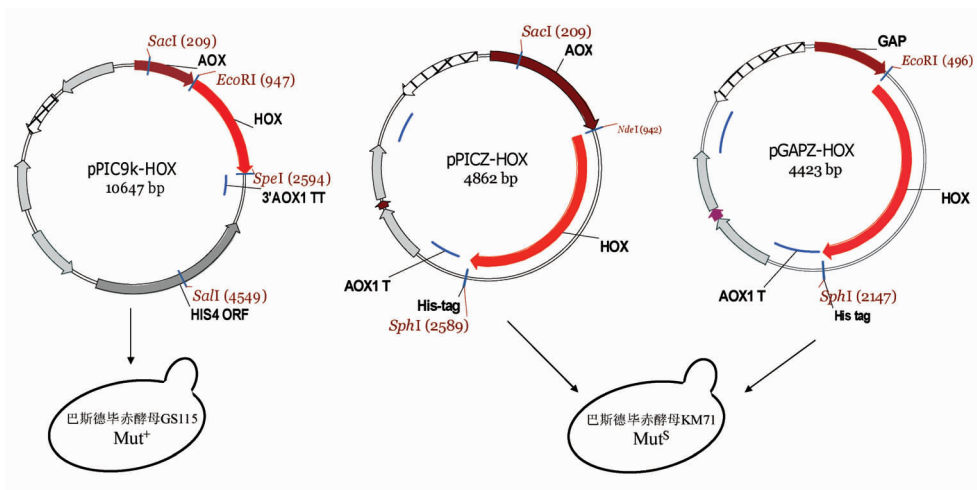 SacI (209)
AOX
EcoRI (947)
HOX
pPIC9k-HOX
10647 bp
SpeI (2594)
3'AOX1 TT
SalI (4549)
HIS4 ORF
巴斯德毕赤酵母GS115
Mut+
SacI (209)
AOX
NdeI (942)
pPICZ-HOX
4862 bp
HOX
AOX1 T
His-tag
SphI (2589)
GAP
EcoRI (496)
pGAPZ-HOX
4423 bp
HOX
AOX1 T
SphI (2147)
His tag
巴斯德毕赤酵母KM71
MutS